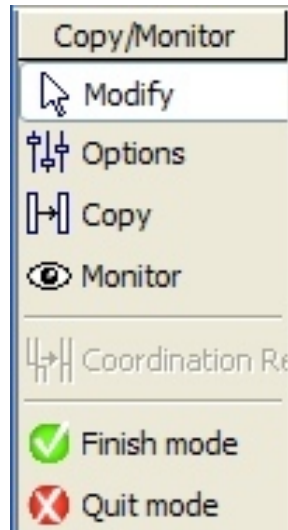 Copy/Monitor
Modify
Options
Copy
Monitor
Coordination Re
Finish mode
Quit mode